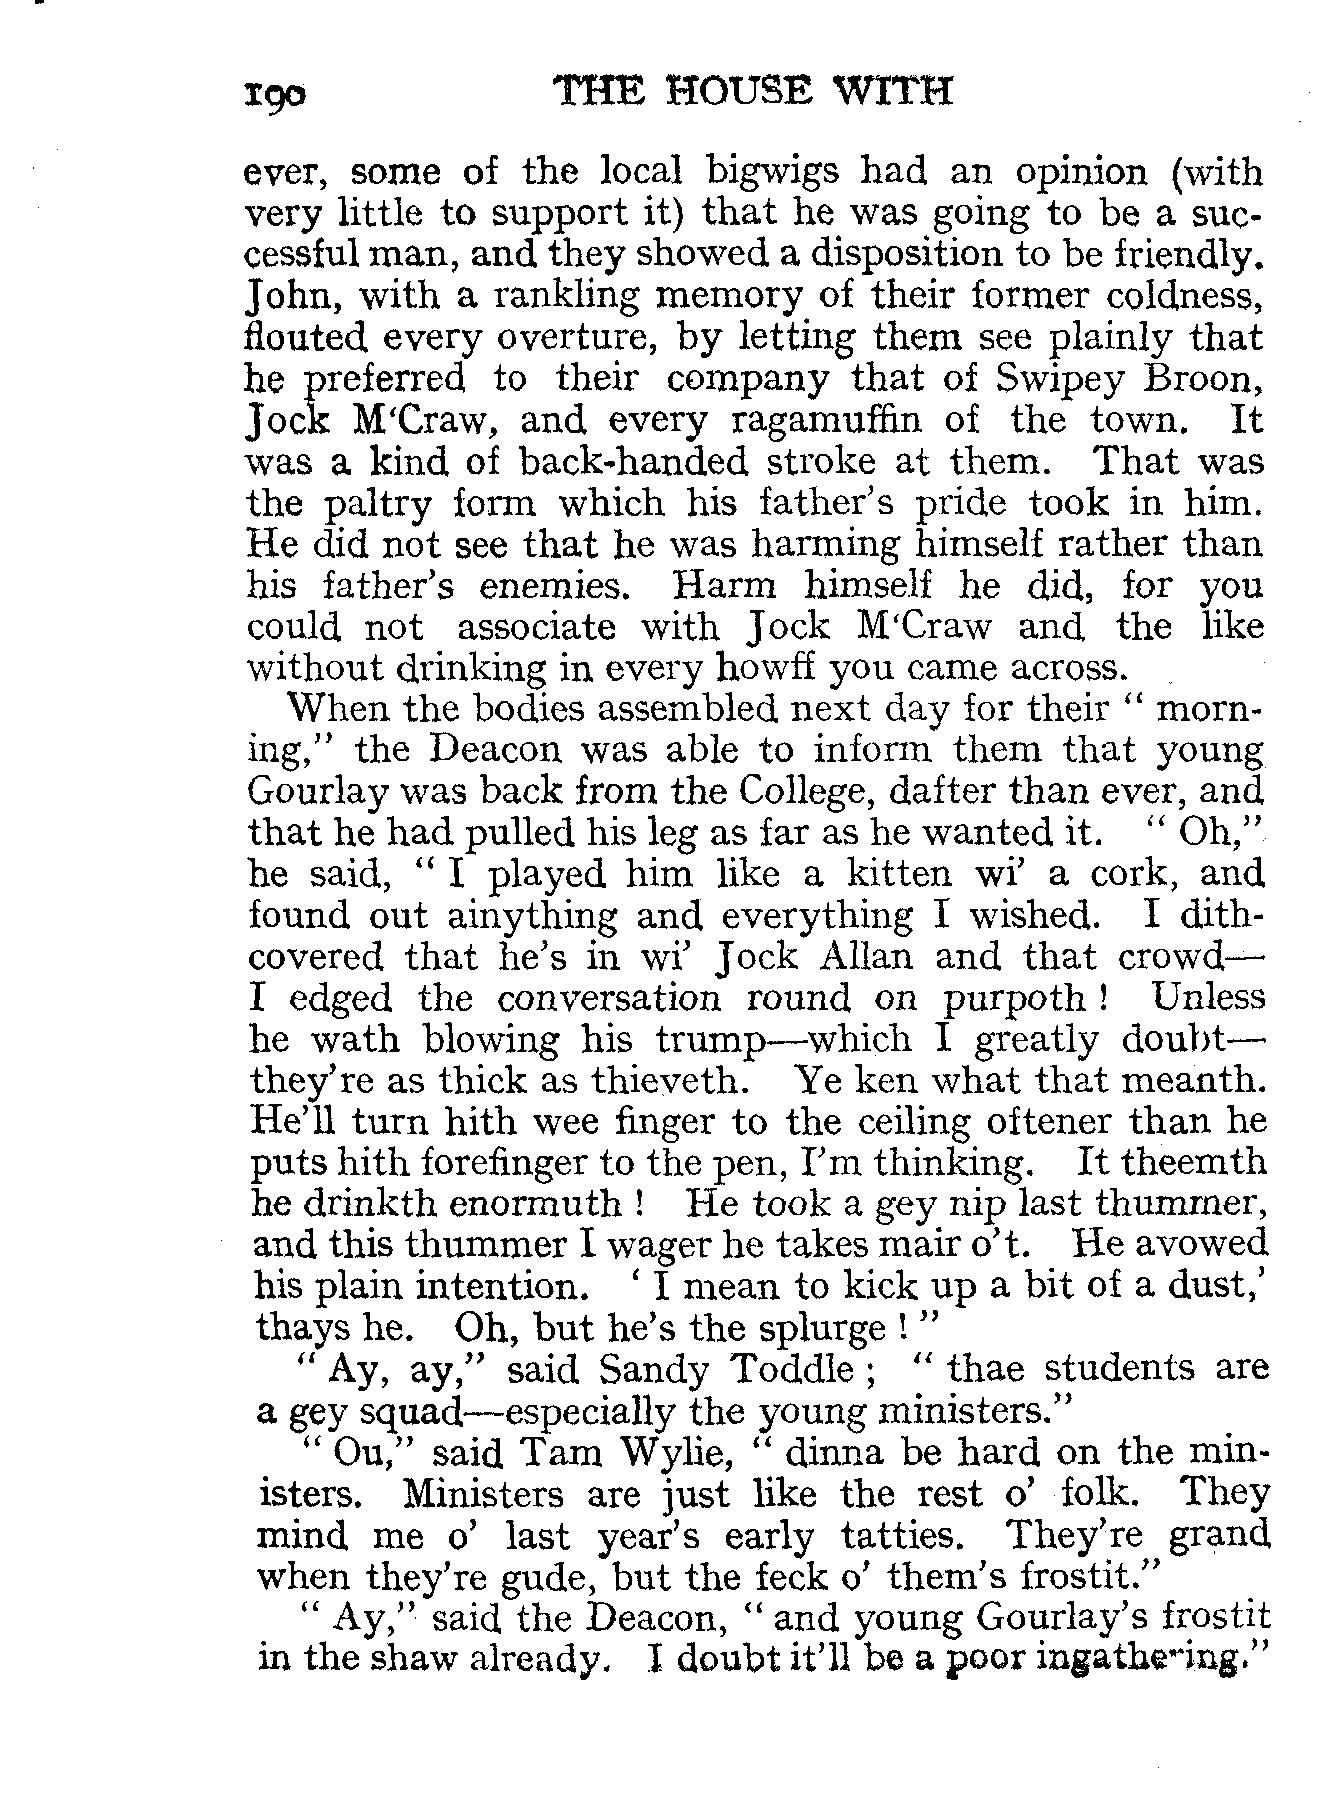 190 THE HOUSE WITH
ever, some of the local bigwigs had an opinion (with
very little to support it) that he was going to be a suc-
cessful man, and they showed a disposition to be friendly.
John, with a rankling memory of their former coldness,
flouted every overture, by letting them see plainly that
he preferred to their company that of Swipey Broon,
Jock M‘Craw, and every ragamuffin of the town. It
was a kind of back-handed stroke at them. That was
the paltry form which his father’s pride took in him.
He did not see that he was harming himself rather than
his father’s enemies. Harm himself he did, for you
could not associate with Jock M‘Craw and the like
without drinking in every howff you came across.
When the bodies assembled next day for their “ morn-
ing,” the Deacon was able to inform them that young
Gourlay was back from the College, dafter than ever, and
that he had pulled his leg as far as he wanted it. “ Oh,”
he said, “ I played him like a kitten wi’ a cork, and
found out ainything and everything I wished. I dith-
covered that he’s in wi’ Jock Allan and that crowd—
I edged the conversation round on purpoth ! Unless
he wath blowing his trump—which I greatly doubt—
they’re as thick as thieveth. Ye ken what that meanth.
He’ll turn hith wee finger to the ceiling oftener than he
puts hith forefinger to the pen, I’m thinking. It theemth
he drinkth enormuth ! He took a gey nip last thummer,
and this thummer I wager he takes mair o’t. He avowed
his plain intention. ‘ I mean to kick up a bit of a dust,’
thays he. Oh, but he’s the splurge ! ”
“ Ay, ay,” said Sandy Toddle ; “ thae students are
a gey squad—especially the young ministers.”
“ Ou,” said Tam Wylie, “ dinna be hard on the min-
isters. Ministers are just like the rest o’ folk. They
mind me o’ last year’s early tatties. They’re grand
when they’re gude, but the feck o’ them’s frostit.”
“ Ay,” said the Deacon, “ and young Gourlay’s frostit
in the shaw already. I doubt it’ll be a poor ingathering.”